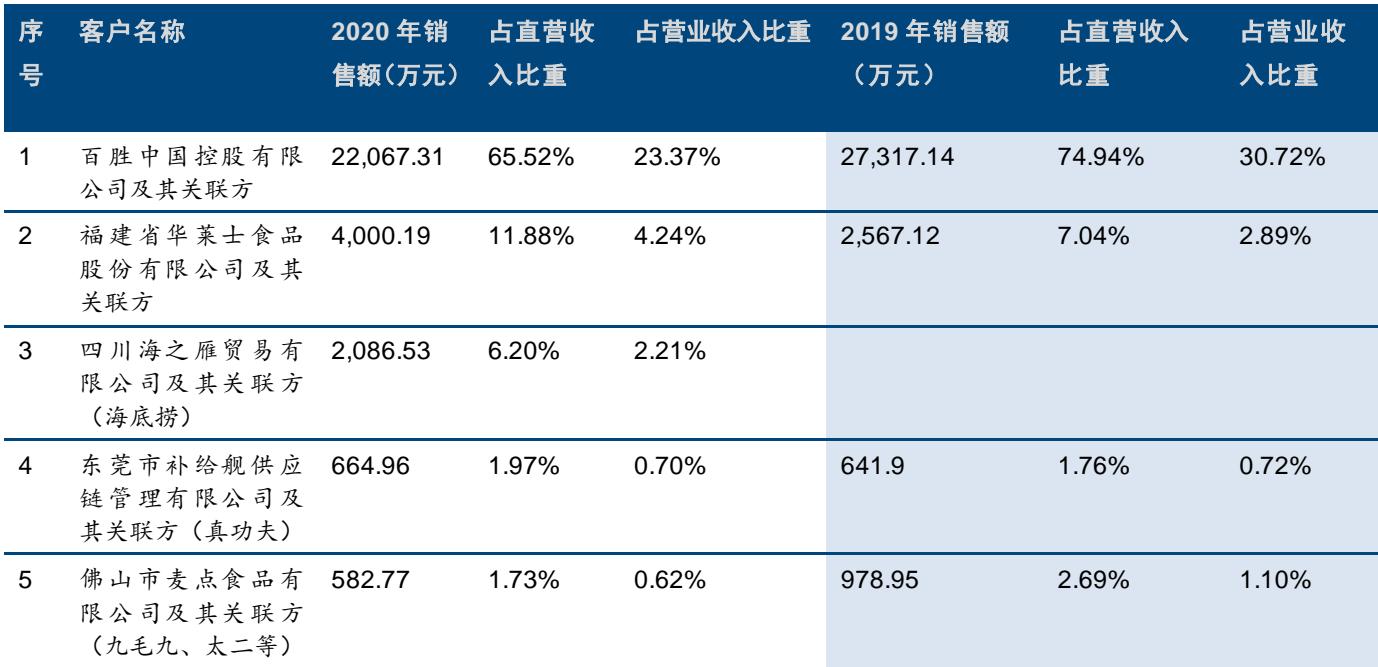 序 客户名称 2020 年销 占直营收 占营业收入比重 2019 年销售额 占直营收入 占营业收
号 售额(万元) 入比重 （万元） 比重 入比重
1 百胜中国控股有限 22,067.31 65.52% 23.37% 27,317.14 74.94% 30.72%
公司及其关联方
2 福建省华莱士食品 4,000.19 11.88% 4.24% 2,567.12 7.04% 2.89%
股份有限公司及其
关联方
3 四川海之雁贸易有 2,086.53 6.20% 2.21%
限公司及其关联方
（海底捞）
4 东莞市补给舰供应 664.96 1.97% 0.70% 641.9 1.76% 0.72%
链管理有限公司及
其关联方（真功夫）
5 佛山市麦点食品有 582.77 1.73% 0.62% 978.95 2.69% 1.10%
限公司及其关联方
（九毛九、太二等）